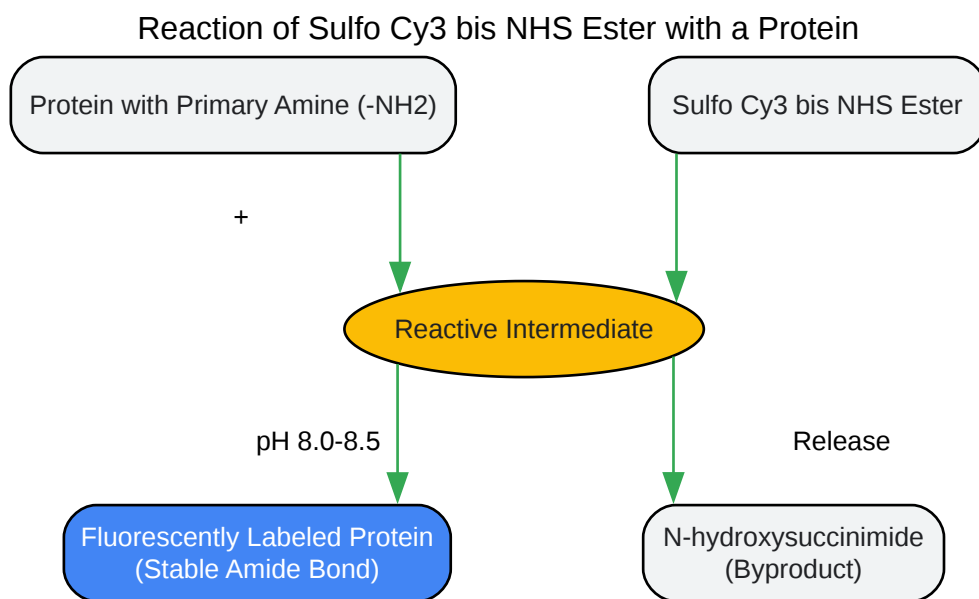 Reaction of Sulfo Cy3 bis NHS Ester with a Protein
Protein with Primary Amine (-NH2)
Sulfo Cy3 bis NHS Ester
+
Reactive Intermediate
pH 8.0-8.5
Release
Fluorescently Labeled Protein
(Stable Amide Bond)
N-hydroxysuccinimide
(Byproduct)